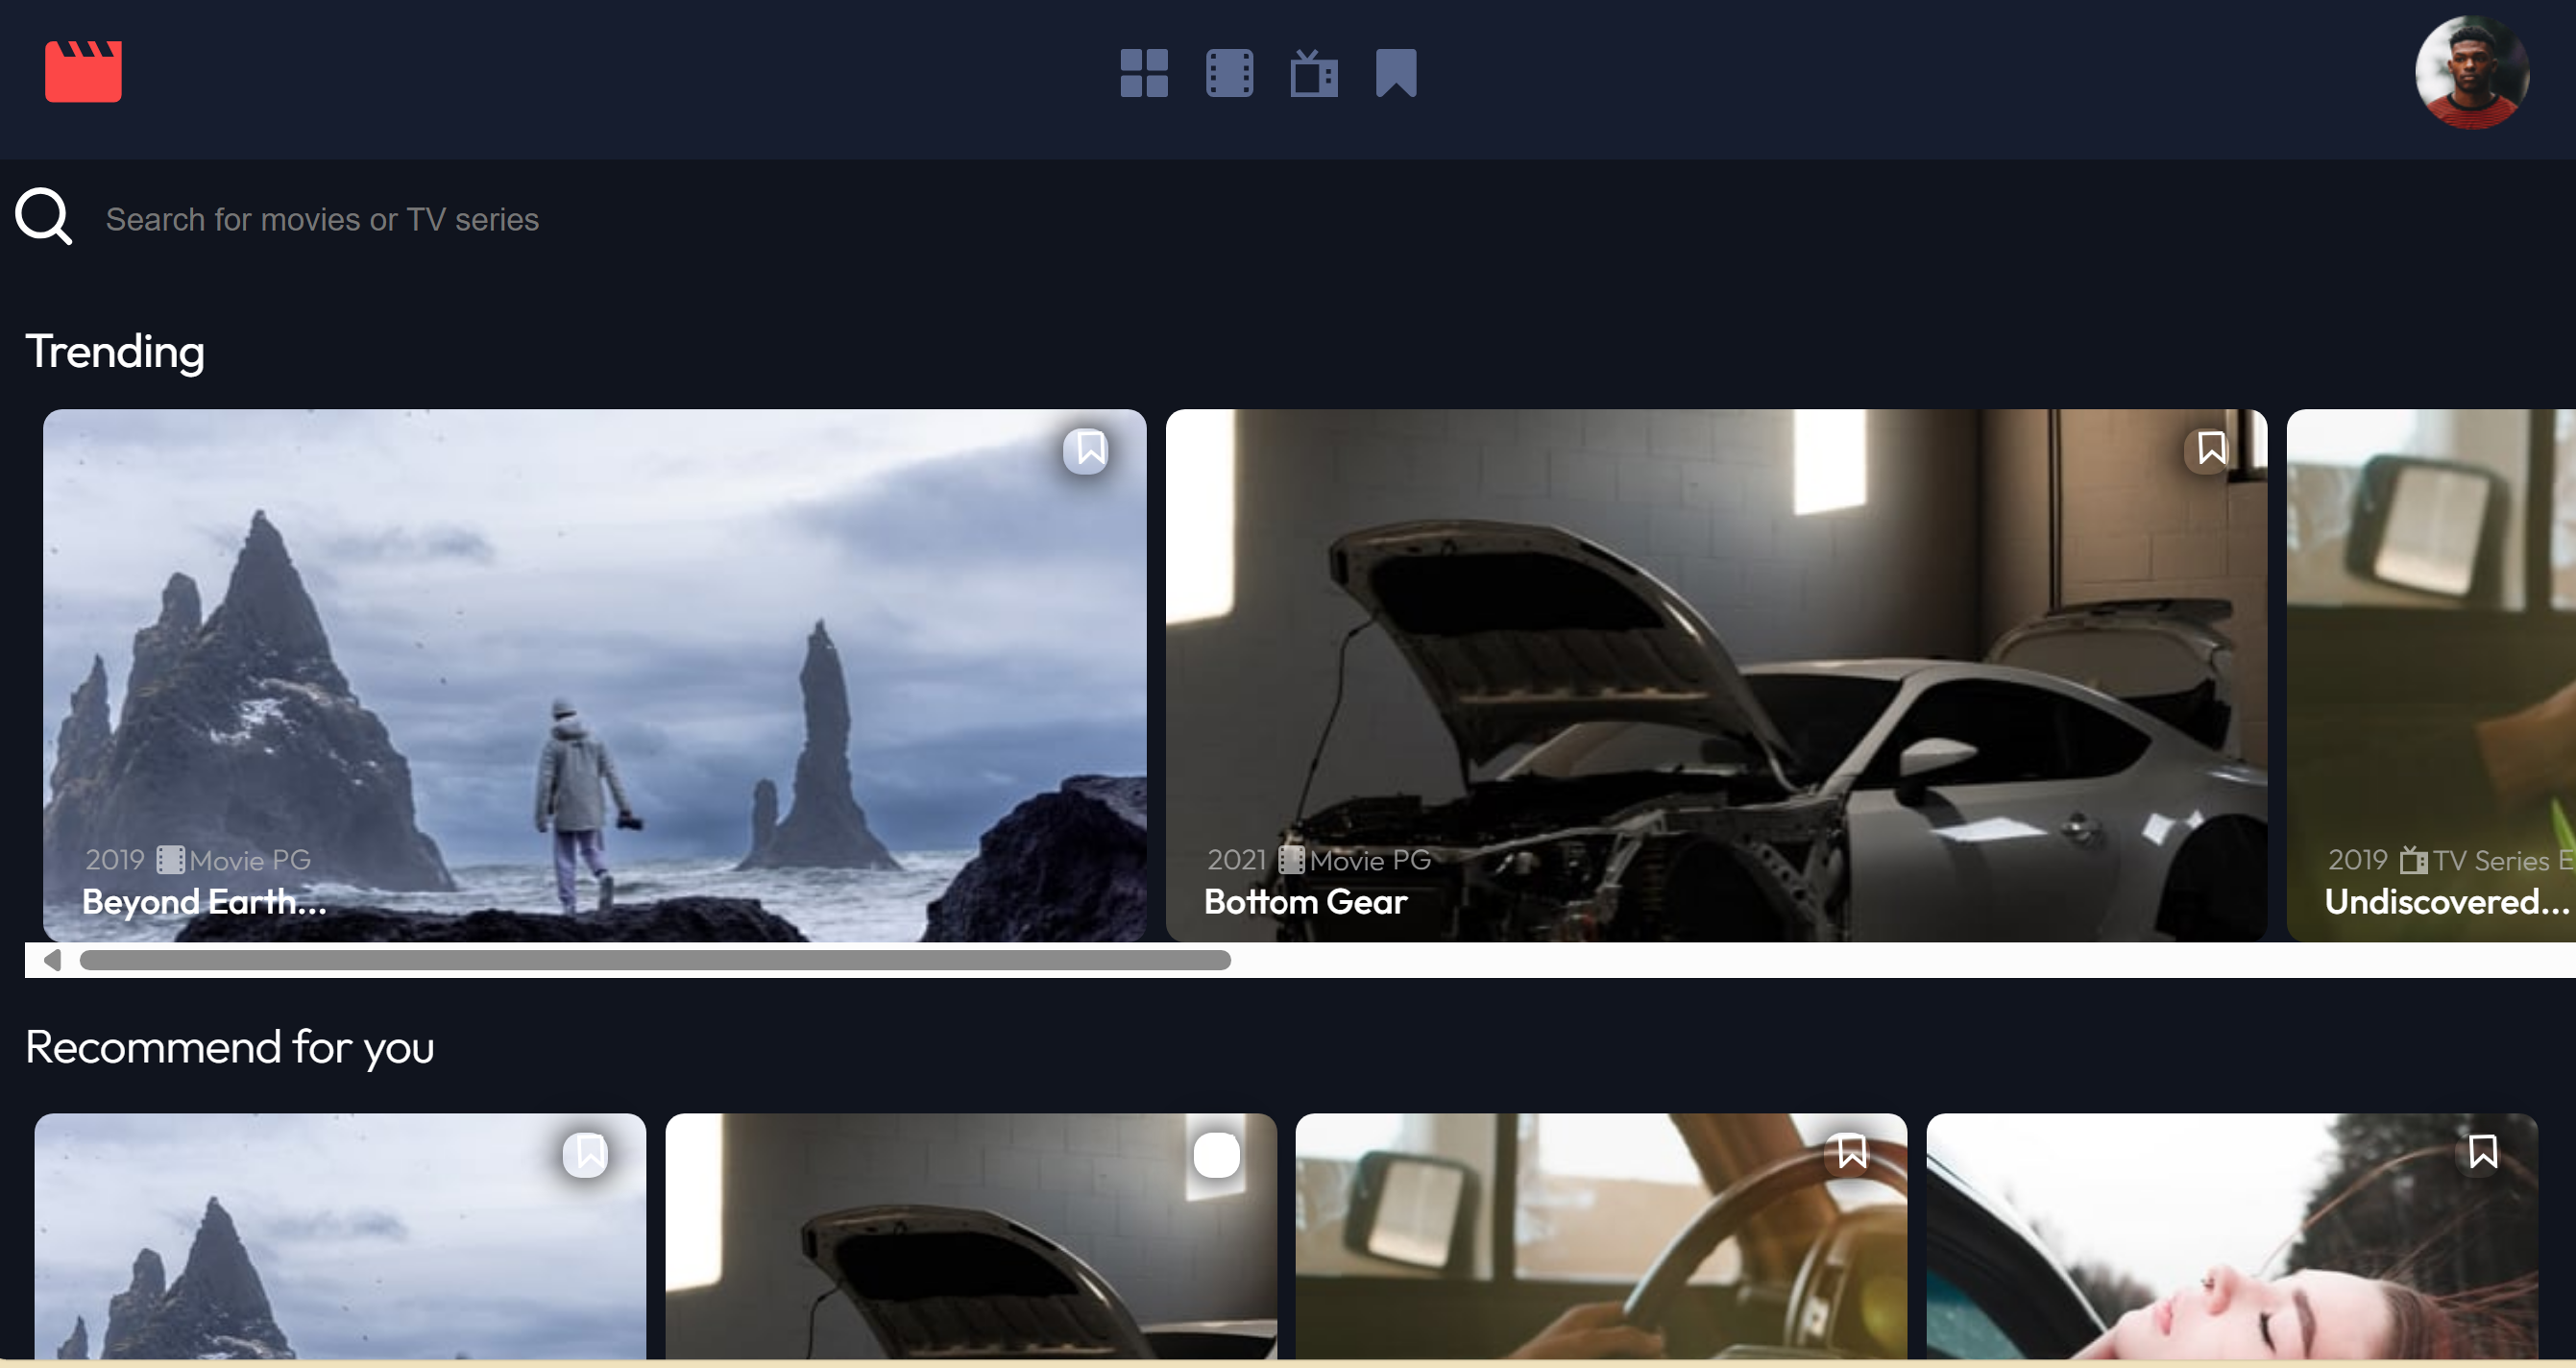 Search for movies or TV series
Trending
2019 Movie PG
Beyond Earth...
2021 Movie PG
Bottom Gear
2019 TV Series E
Undiscovered...
Recommend for you